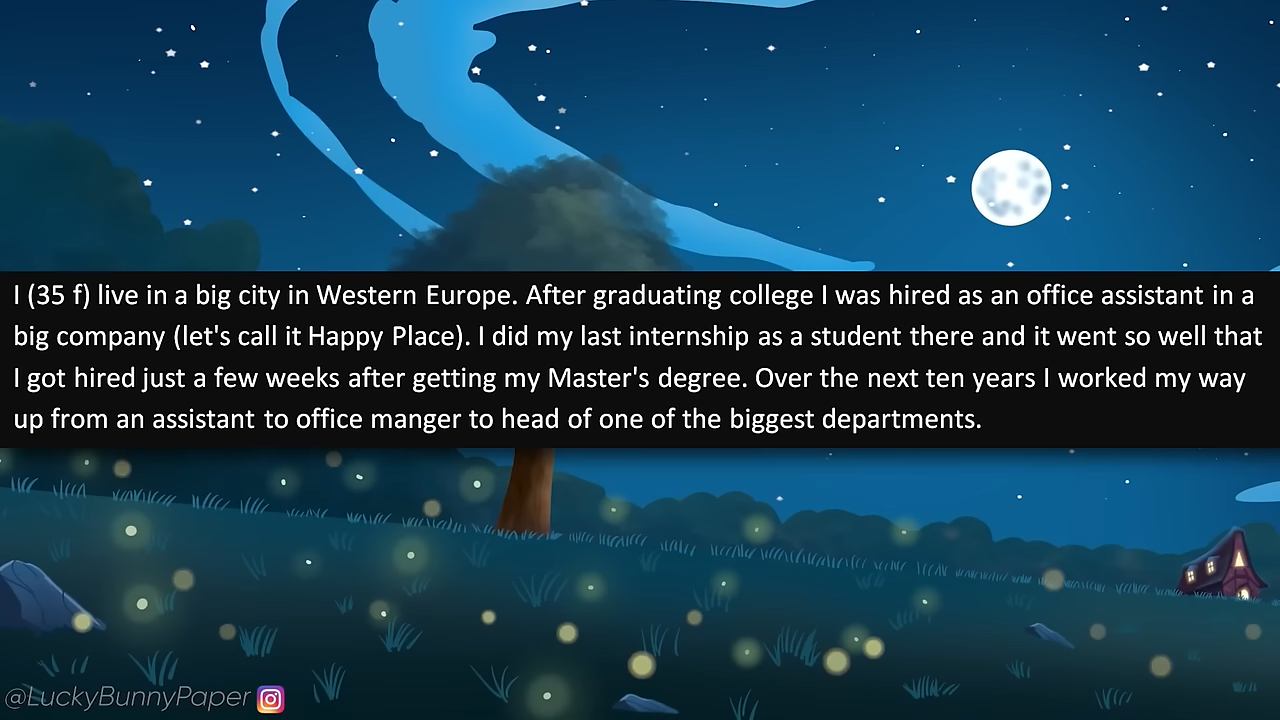 I (35 f) live in a big city in Western Europe. After graduating college I was hired as an office assistant in a
big company (let's call it Happy Place). I did my last internship as a student there and it went so well that
I got hired just a few weeks after getting my Master's degree. Over the next ten years I worked my way
up from an assistant to office manger to head of one of the biggest departments.
@LuckyBunnyPaper